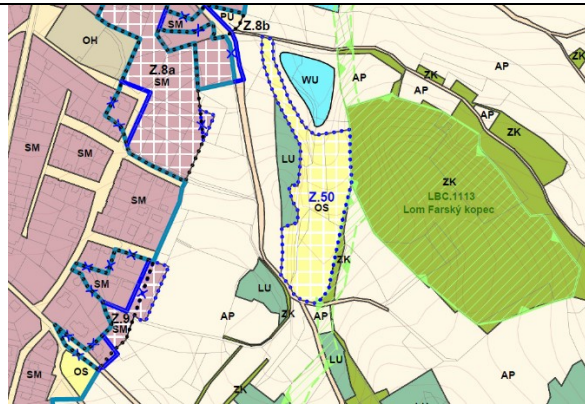 PU
SM
Z.8b
OH
Z.8a
SM
WU
AP
ZK
AP
ZK
AP
AP
ZK
SM
LU
ZK
LBC.1113
Lom Farský kopec
SM
Z.50
OS
SM
ZK
LU
AP
ZK
AP
Z.9
SM
SM
OS
LU
AP
ZK
ZK